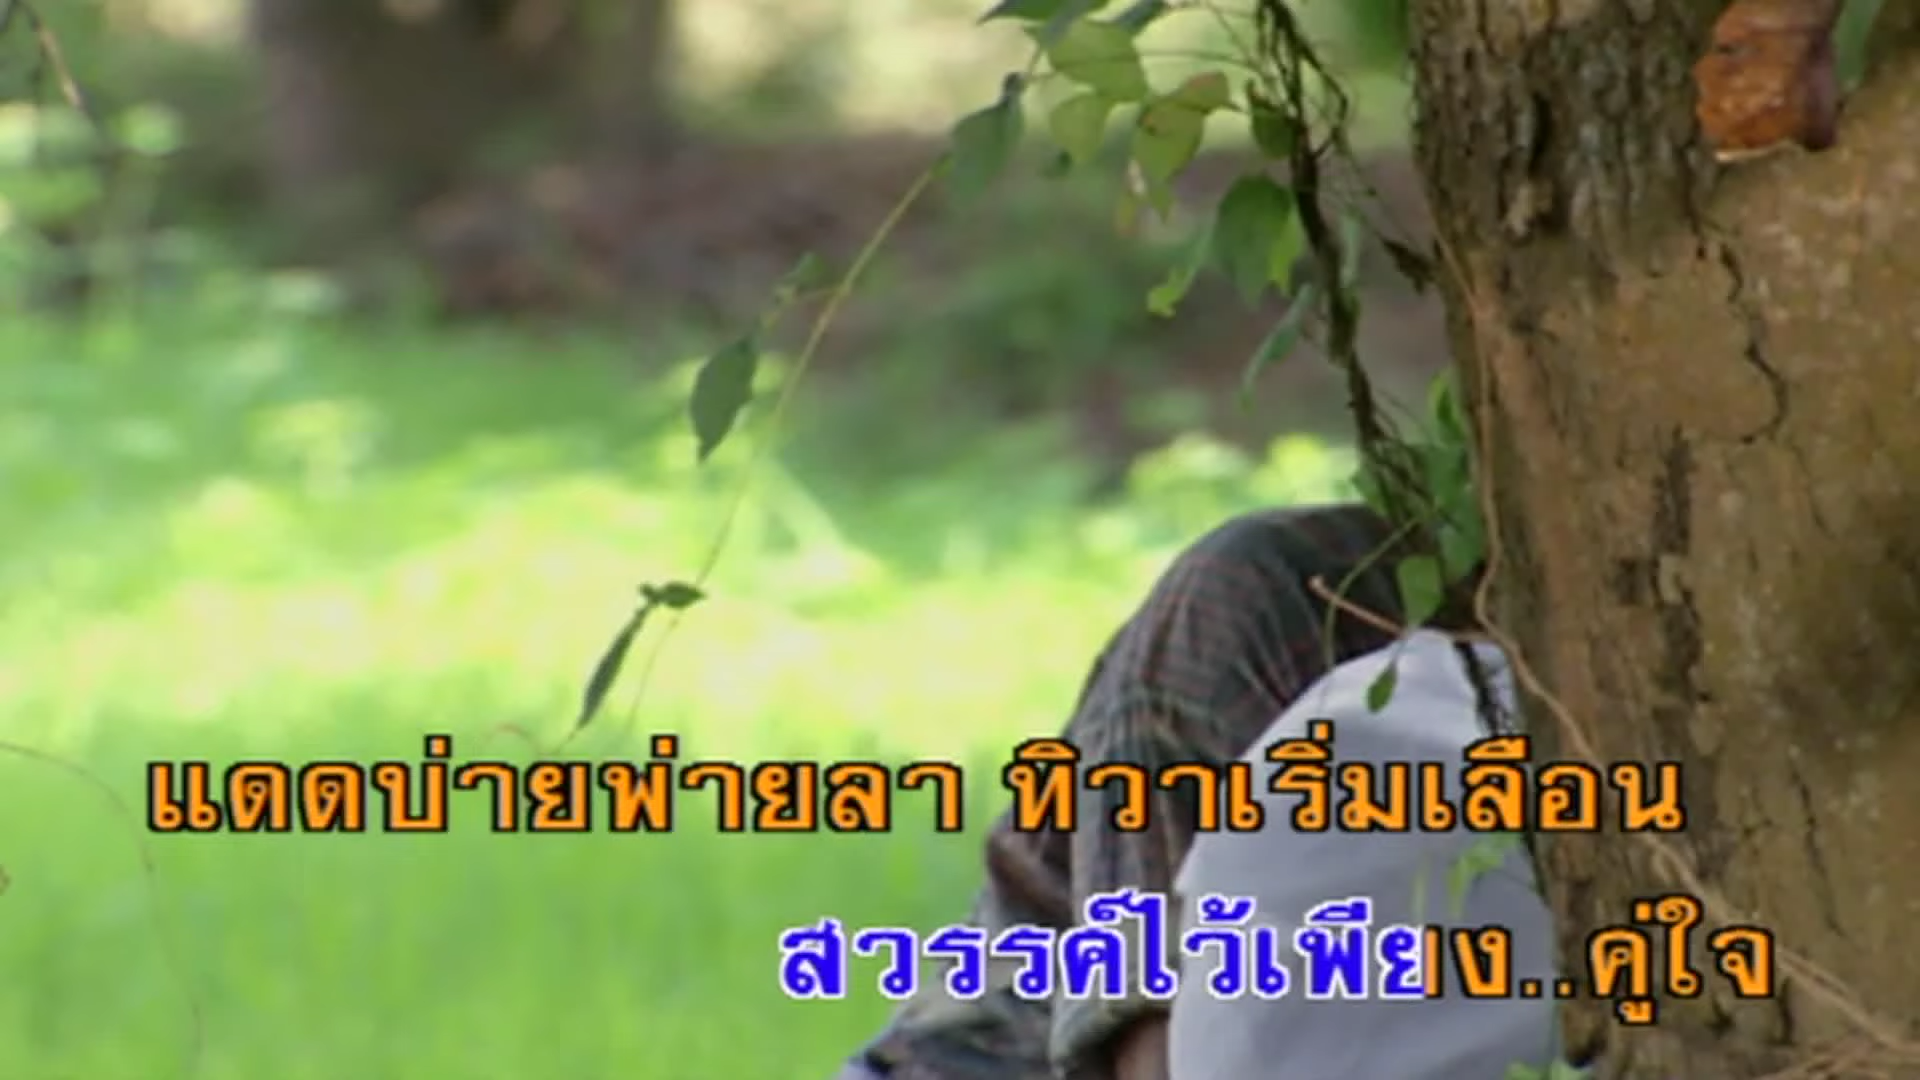 แดดบ่ายพ่ายลา ทิวาเริ่มเลือน
สวรรค์ไว้เพียง..คู่ใจ